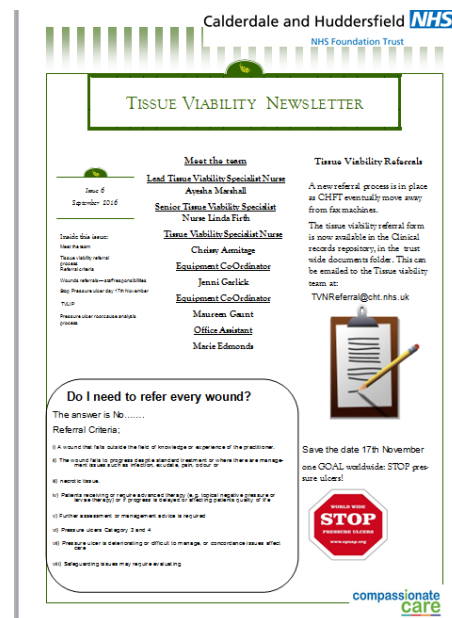 Calderdale and Huddersfield NHS
NHS Foundation Trust
TISSUE VIABILITY NEWSLETTER
Issue 6
September 2016
Inside this issue:
Meet the team
Tissue viability referral
process
Referral criteria
Wounds referrals—staff responsibilities
Stop Pressure ulcer day 17th November
TVLIP
Pressure ulcer root cause analysis
process
Meet the team
Lead Tissue Viability Specialist Nurse
Ayesha Marshall
Senior Tissue Viability Specialist
Nurse Linda Firth
Tissue Viability Specialist Nurse
Chrissy Armitage
Equipment Co-Ordinator
Jenni Garlick
Equipment Co-Ordinator
Maureen Gaunt
Office Assistant
Marie Edmonds
Tissue Viability Referrals
A new referral process is in place
as CHFT eventually move away
from fax machines.
The tissue viability referral form
is now available in the Clinical
records repository, in the trust
wide documents folder. This can
be emailed to the Tissue viability
team at:
TVNReferral@cht.nhs.uk
Do I need to refer every wound?
The answer is No…….
Referral Criteria;
i) A wound that falls outside the field of knowledge or experience of the practitioner.
ii) The wound fails to progress despite standard treatment or where there are manage-
ment issues such as infection, exudate, pain, odour or
iii) necrotic tissue.
iv) Patients receiving or require advanced therapy (e.g. topical negative pressure or
larvae therapy) or if progress is delayed or affecting patients quality of life
v) Further assessment or management advice is required
vi) Pressure ulcers Category 3 and 4
vii) Pressure ulcer is deteriorating or difficult to manage, or concordance issues affect
care
viii) Safeguarding issues may require evaluating
Save the date 17th November
one GOAL worldwide: STOP pres-
sure ulcers!
WORLD WIDE
STOP
PRESSURE ULCERS
www.epuap.org
compassionate
care